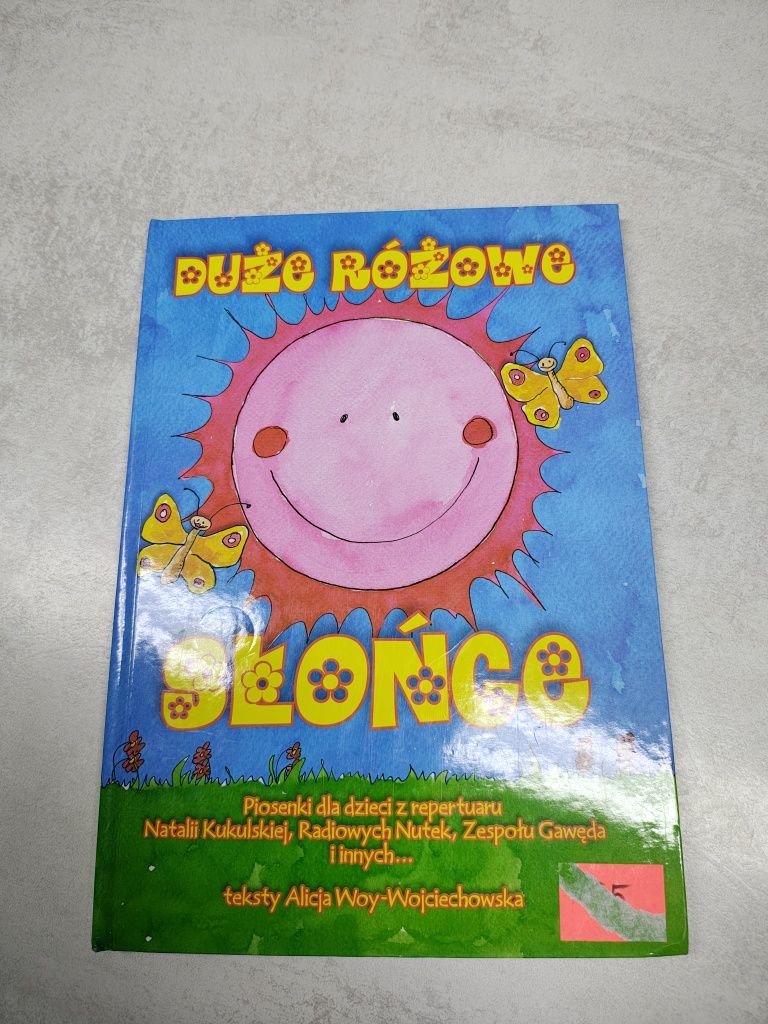 DUŻE RÓŻOWE
SŁOŃCE
Piosenki dla dzieci z repertuaru
Natalii Kukulskiej, Radiowych Nutek, Zespołu Gawęda
i innych...
teksty Alicja Woy-Wojciechowska